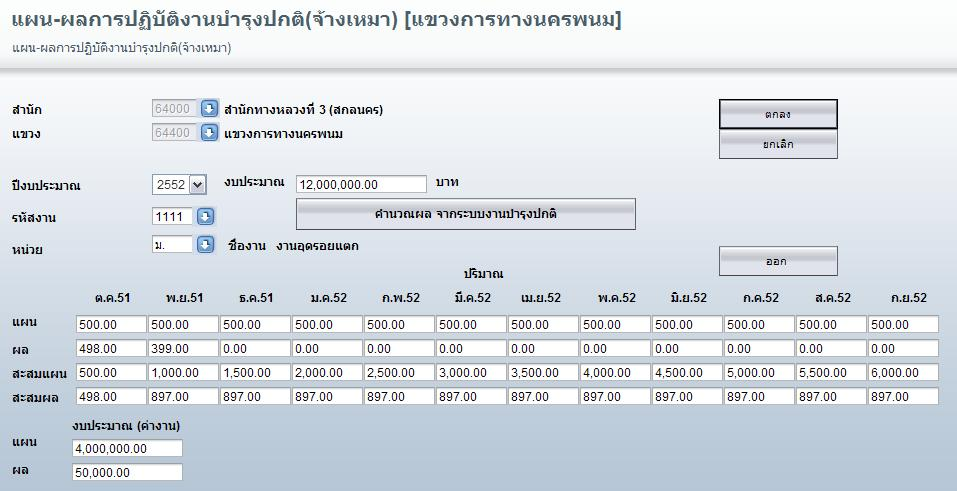 แผน-ผลการปฏิบัติงานบำรุงปกติ(จ้างเหมา) [แขวงการทางนครพนม]
แผน-ผลการปฏิบัติงานบำรุงปกติ(จ้างเหมา)
สำนัก 64000 สำนักทางหลวงที่ 3 (สกลนคร) ตกลง
แขวง 64400 แขวงการทางนครพนม ยกเลิก
ปีงบประมาณ 2552 งบประมาณ 12,000,000.00 บาท
รหัสงาน 1111 คำนวณผล จากระบบงานบำรุงปกติ
หน่วย ม. ชื่องาน งานอุดรอยแตก ออก
ปริมาณ
ต.ค.51 พ.ย.51 ธ.ค.51 ม.ค.52 ก.พ.52 มี.ค.52 เม.ย.52 พ.ค.52 มิ.ย.52 ก.ค.52 ส.ค.52 ก.ย.52
แผน 500.00 500.00 500.00 500.00 500.00 500.00 500.00 500.00 500.00 500.00 500.00 500.00
ผล 498.00 399.00 0.00 0.00 0.00 0.00 0.00 0.00 0.00 0.00 0.00 0.00
สะสมแผน 500.00 1,000.00 1,500.00 2,000.00 2,500.00 3,000.00 3,500.00 4,000.00 4,500.00 5,000.00 5,500.00 6,000.00
สะสมผล 498.00 897.00 897.00 897.00 897.00 897.00 897.00 897.00 897.00 897.00 897.00 897.00
งบประมาณ (ค่างาน)
แผน 4,000,000.00
ผล 50,000.00